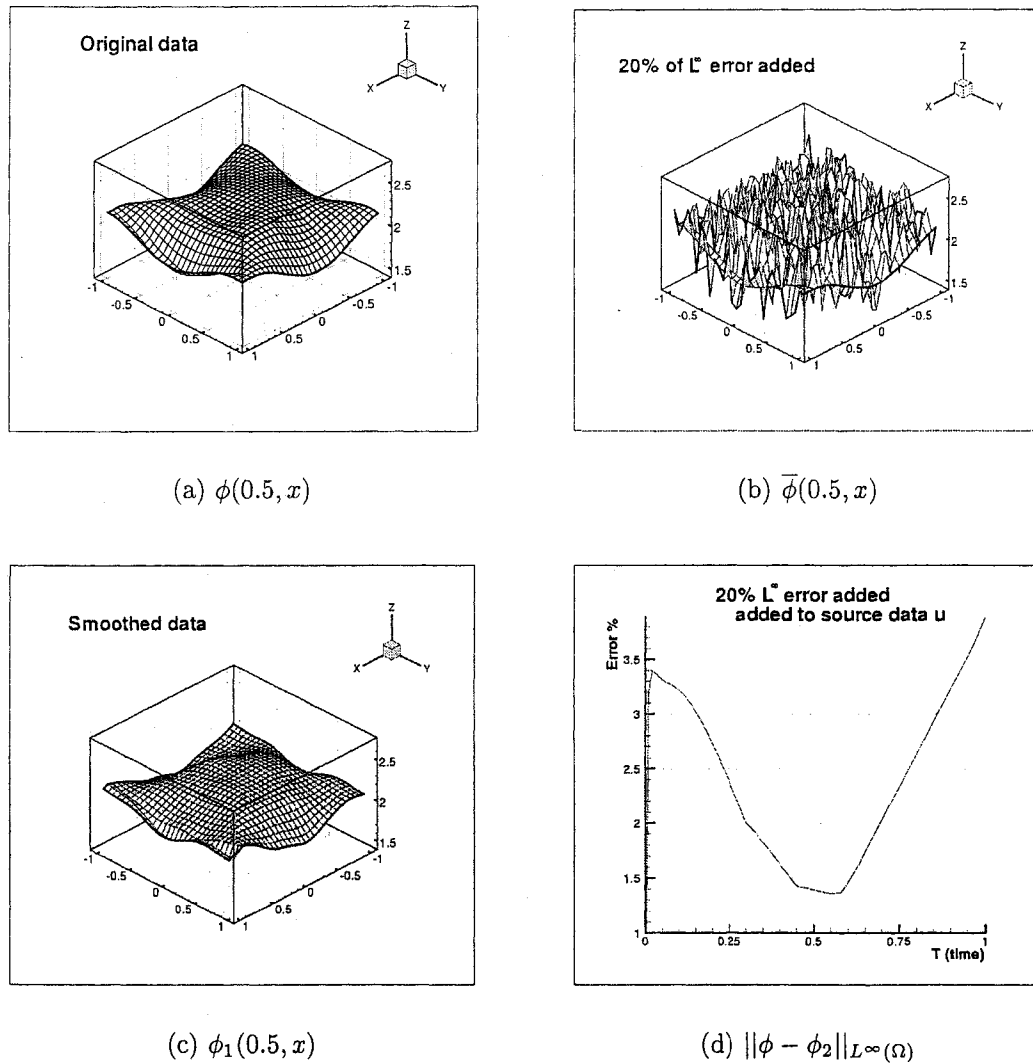 Original data
Z
X
Y
2.5
2
1.5
-1
-0.5
0
0.5
1
1
0.5
0
-0.5
-1
(a) ϕ(0.5, x)
20% of L^∞ error added
Z
X
Y
2.5
2
1.5
-1
-0.5
0
0.5
1
1
0.5
0
-0.5
-1
(b) ϕ̅(0.5, x)
Smoothed data
Z
X
Y
2.5
2
1.5
-1
-0.5
0
0.5
1
1
0.5
0
-0.5
-1
(c) ϕ₁(0.5, x)
20% L^∞ error added
added to source data u
Error %
3.5
3
2.5
2
1.5
1
0
0.25
0.5
0.75
1
T (time)
(d) ||ϕ − ϕ₂||_{L^∞(Ω)}